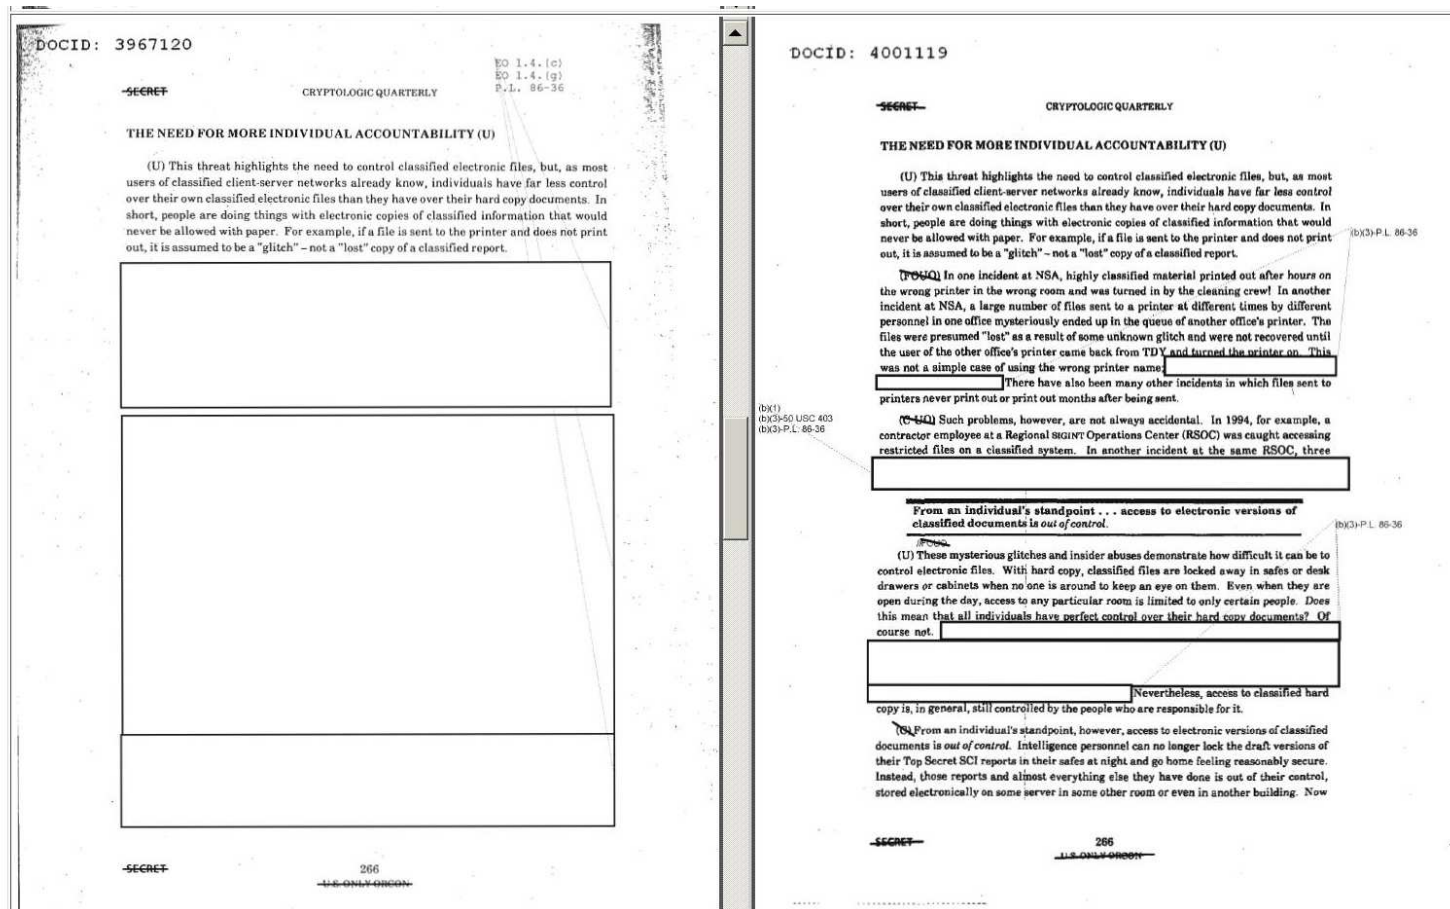 DOCID: 3967120
EO 1.4.(c)
EO 1.4.(g)
P.L. 86-36
SECRET
CRYPTOLOGIC QUARTERLY
THE NEED FOR MORE INDIVIDUAL ACCOUNTABILITY (U)
(U) This threat highlights the need to control classified electronic files, but, as most
users of classified client-server networks already know, individuals have far less control
over their own classified electronic files than they have over their hard copy documents. In
short, people are doing things with electronic copies of classified information that would
never be allowed with paper. For example, if a file is sent to the printer and does not print
out, it is assumed to be a "glitch" – not a "lost" copy of a classified report.
SECRET
266
U.S. ONLY ORCON
DOCID: 4001119
SECRET
CRYPTOLOGIC QUARTERLY
THE NEED FOR MORE INDIVIDUAL ACCOUNTABILITY (U)
(U) This threat highlights the need to control classified electronic files, but, as most
users of classified client-server networks already know, individuals have far less control
over their own classified electronic files than they have over their hard copy documents. In
short, people are doing things with electronic copies of classified information that would
never be allowed with paper. For example, if a file is sent to the printer and does not print
out, it is assumed to be a "glitch" – not a "lost" copy of a classified report.
(b)(3)-P.L. 86-36
(FOUO) In one incident at NSA, highly classified material printed out after hours on
the wrong printer in the wrong room and was turned in by the cleaning crew! In another
incident at NSA, a large number of files sent to a printer at different times by different
personnel in one office mysteriously ended up in the queue of another office's printer. The
files were presumed "lost" as a result of some unknown glitch and were not recovered until
the user of the other office's printer came back from TDY and turned the printer on. This
was not a simple case of using the wrong printer name;
There have also been many other incidents in which files sent to
printers never print out or print out months after being sent.
(b)(1)
(b)(3)-50 USC 403
(b)(3)-P.L. 86-36
(C-UO) Such problems, however, are not always accidental. In 1994, for example, a
contractor employee at a Regional SIGINT Operations Center (RSOC) was caught accessing
restricted files on a classified system. In another incident at the same RSOC, three
From an individual's standpoint . . . access to electronic versions of
classified documents is out of control.
(b)(3)-P.L. 86-36
FOUO
(U) These mysterious glitches and insider abuses demonstrate how difficult it can be to
control electronic files. With hard copy, classified files are locked away in safes or desk
drawers or cabinets when no one is around to keep an eye on them. Even when they are
open during the day, access to any particular room is limited to only certain people. Does
this mean that all individuals have perfect control over their hard copy documents? Of
course not.
Nevertheless, access to classified hard
copy is, in general, still controlled by the people who are responsible for it.
(C) From an individual's standpoint, however, access to electronic versions of classified
documents is out of control. Intelligence personnel can no longer lock the draft versions of
their Top Secret SCI reports in their safes at night and go home feeling reasonably secure.
Instead, those reports and almost everything else they have done is out of their control,
stored electronically on some server in some other room or even in another building. Now
SECRET
266
U.S. ONLY ORCON